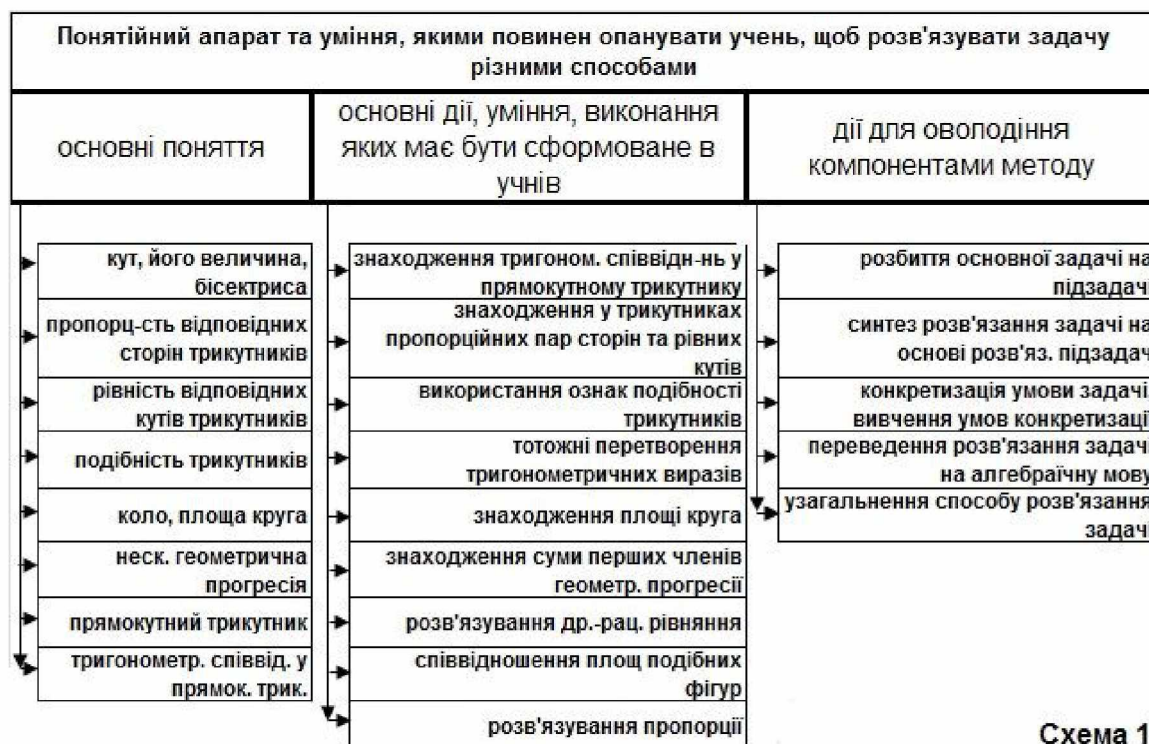 Понятійний апарат та уміння, якими повинен опанувати учень, щоб розв'язувати задачу
різними способами
основні поняття
основні дії, уміння, виконання
яких має бути сформоване в
учнів
дії для оволодіння
компонентами методу
кут, його величина,
бісектриса
пропорц-сть відповідних
сторін трикутників
рівність відповідних
кутів трикутників
подібність трикутників
коло, площа круга
неск. геометрична
прогресія
прямокутний трикутник
тригонометр. співвід. у
прямок. трик.
знаходження тригоном. співвідн-нь у
прямокутному трикутнику
знаходження у трикутниках
пропорційних пар сторін та рівних
кутів
використання ознак подібності
трикутників
тотожні перетворення
тригонометричних виразів
знаходження площі круга
знаходження суми перших членів
геометр. прогресії
розв'язування др.-рац. рівняння
співвідношення площ подібних
фігур
розв'язування пропорції
розбиття основної задачі на
підзадачі
синтез розв'язання задачі на
основі розв'яз. підзадач
конкретизація умови задачі,
вивчення умов конкретизації
переведення розв'язання задачі
на алгебраїчну мову
узагальнення способу розв'язання
задачі
Схема 1